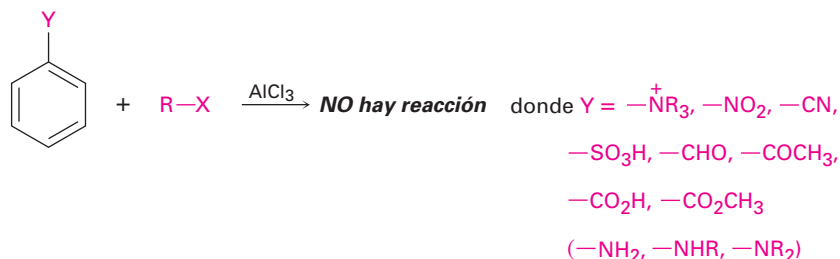 Y
+ R—X AlCl₃ NO hay reacción donde Y = —N⁺R₃, —NO₂, —CN,
—SO₃H, —CHO, —COCH₃,
—CO₂H, —CO₂CH₃
(—NH₂, —NHR, —NR₂)